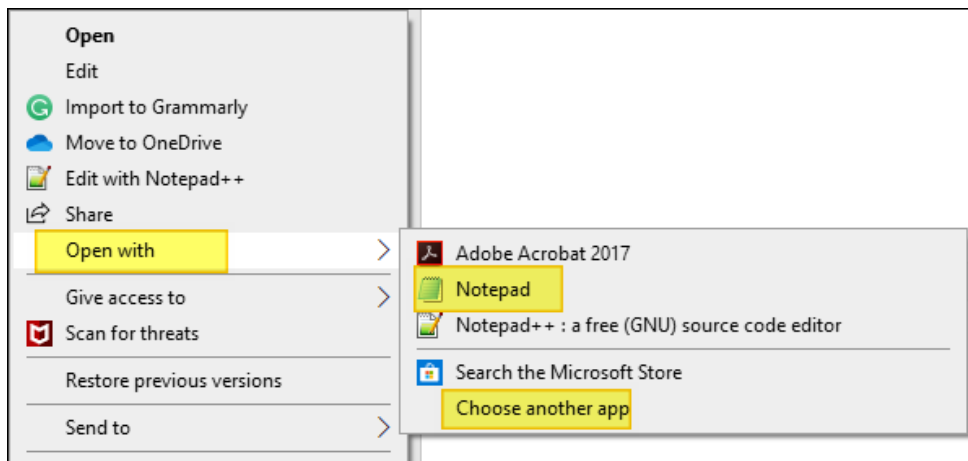 Open
Edit
Import to Grammarly
Move to OneDrive
Edit with Notepad++
Share
Open with
Give access to
Scan for threats
Restore previous versions
Send to
Adobe Acrobat 2017
Notepad
Notepad++ : a free (GNU) source code editor
Search the Microsoft Store
Choose another app